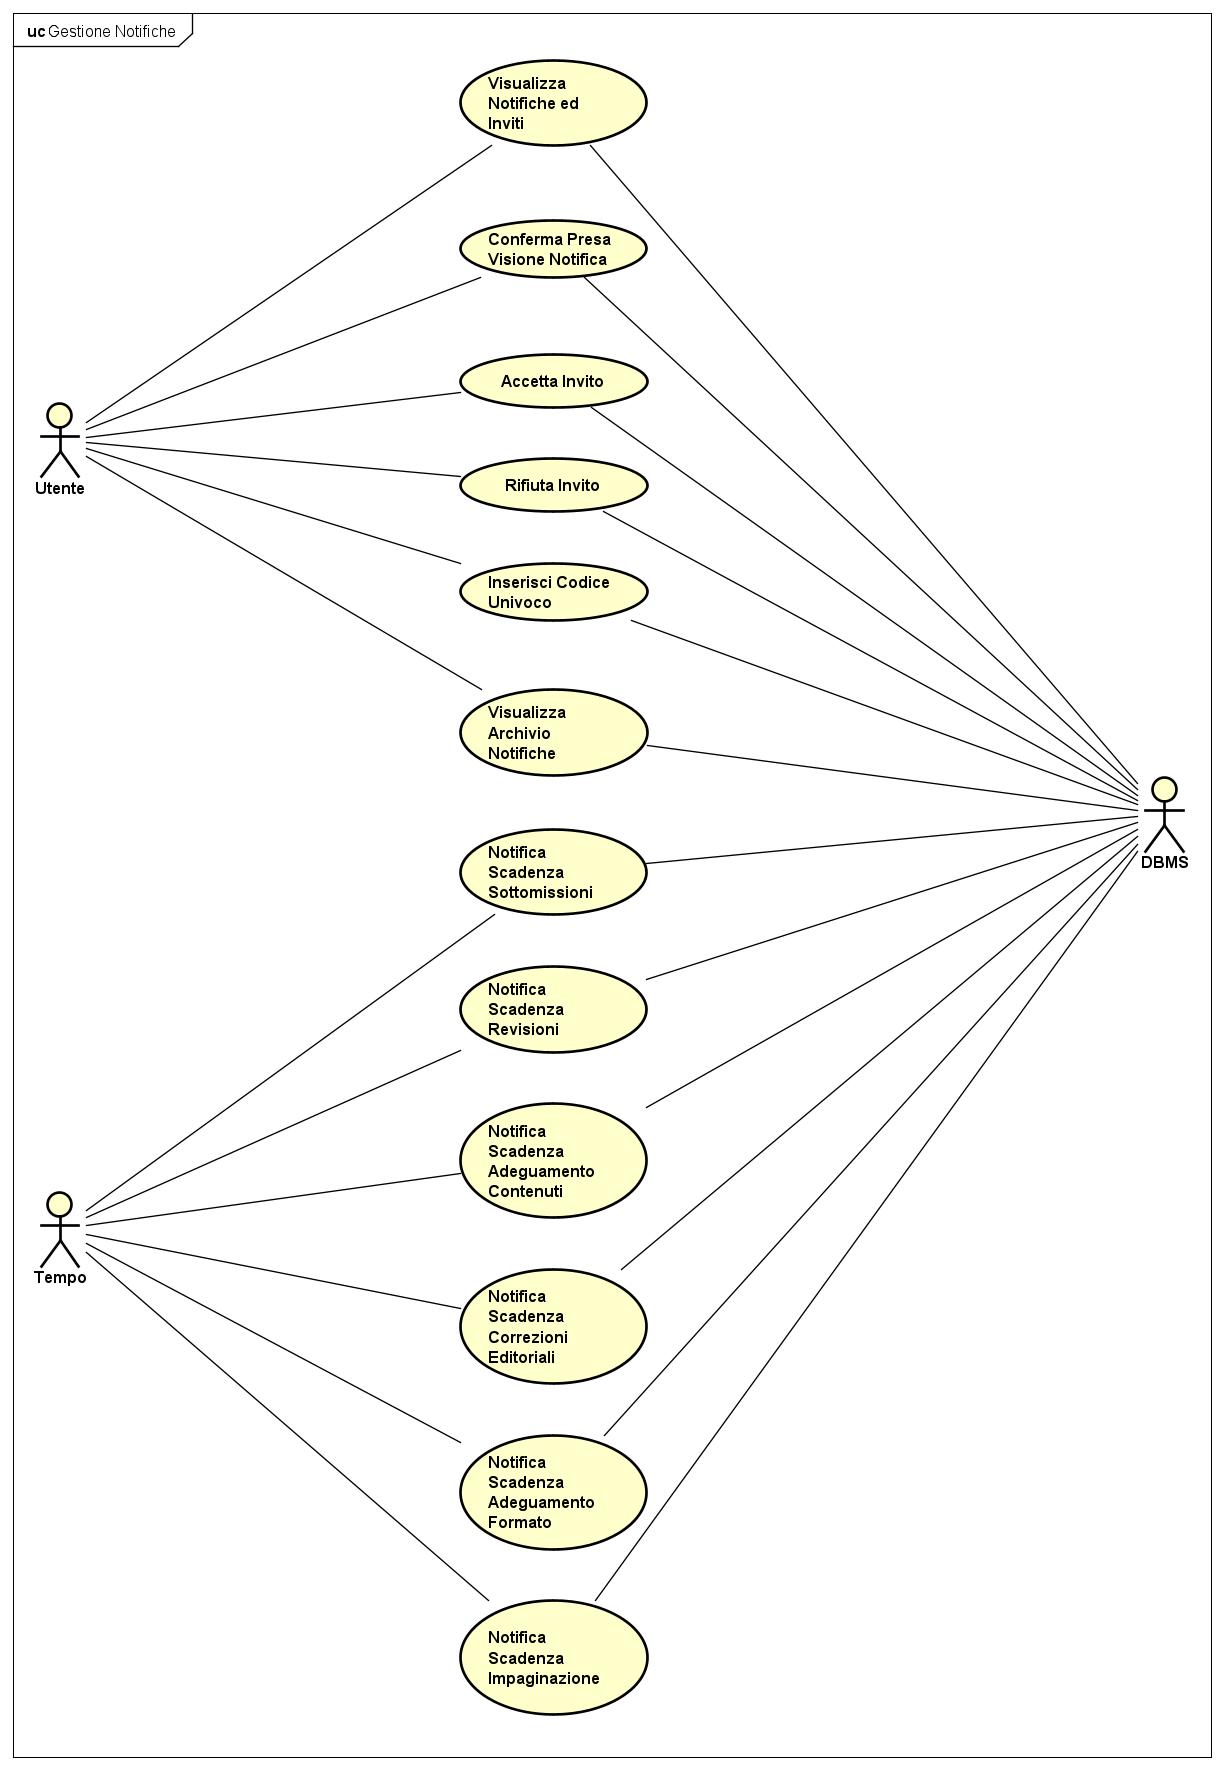 uc Gestione Notifiche
Visualizza
Notifiche ed
Inviti
Conferma Presa
Visione Notifica
Accetta Invito
Utente
Rifiuta Invito
Inserisci Codice
Univoco
Visualizza
Archivio
Notifiche
DBMS
Notifica
Scadenza
Sottomissioni
Notifica
Scadenza
Revisioni
Notifica
Scadenza
Adeguamento
Contenuti
Tempo
Notifica
Scadenza
Correzioni
Editoriali
Notifica
Scadenza
Adeguamento
Formato
Notifica
Scadenza
Impaginazione